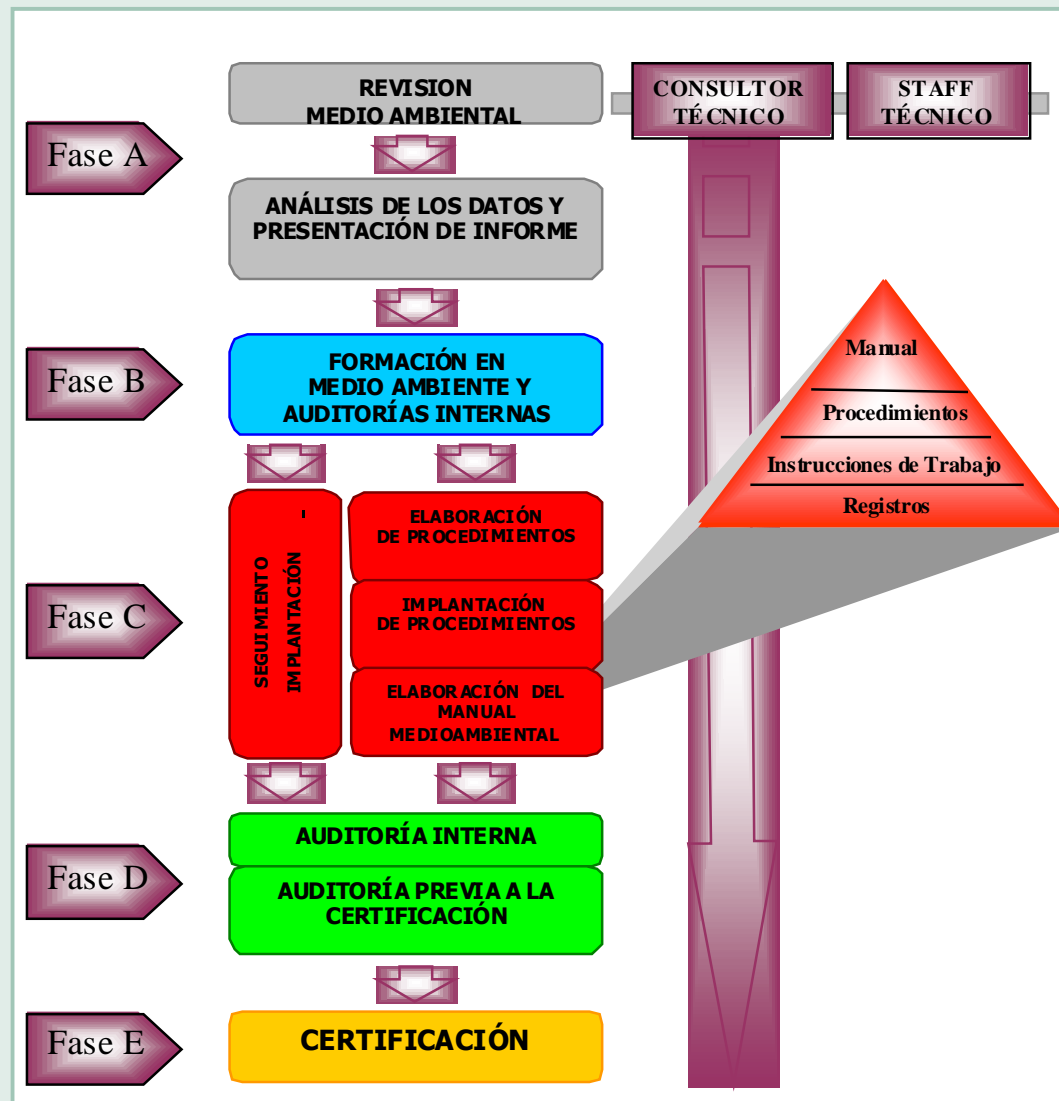 REVISION
MEDIO AMBIENTAL
CONSULTOR
TÉCNICO
STAFF
TÉCNICO
Fase A
ANÁLISIS DE LOS DATOS Y
PRESENTACIÓN DE INFORME
Fase B
FORMACIÓN EN
MEDIO AMBIENTE Y
AUDITORÍAS INTERNAS
Manual
Procedimientos
Instrucciones de Trabajo
Registros
Fase C
SEGUIMIENTO
IMPLANTACIÓN
ELABORACIÓN
DE PROCEDIMIENTOS
IMPLANTACIÓN
DE PROCEDIMIENTOS
ELABORACIÓN DEL
MANUAL
MEDIOAMBIENTAL
Fase D
AUDITORÍA INTERNA
AUDITORÍA PREVIA A LA
CERTIFICACIÓN
Fase E
CERTIFICACIÓN